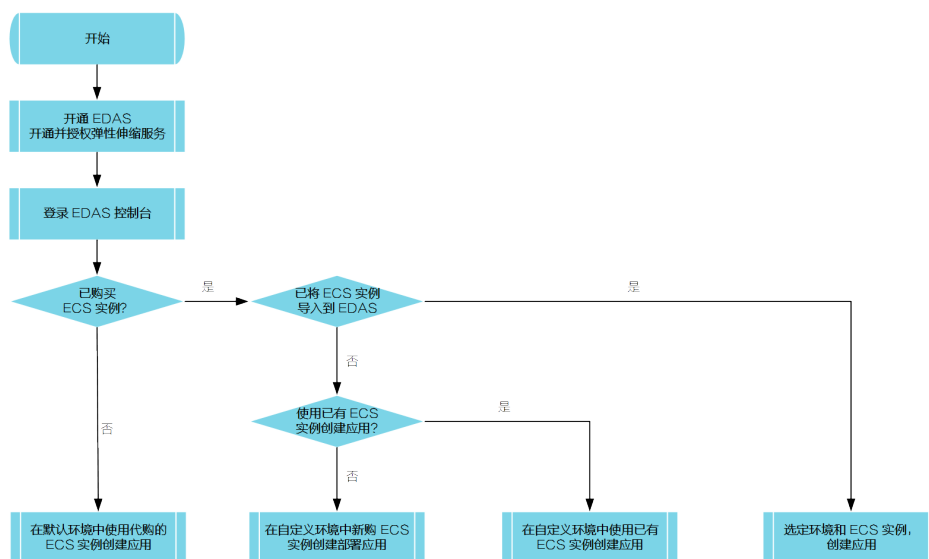 开始
开通 EDAS
开通并授权弹性伸缩服务
登录 EDAS 控制台
已购买
ECS 实例?
是
已将 ECS 实例
导入到 EDAS
是
否
使用已有 ECS
实例创建应用?
是
否
否
在默认环境中使用代购的
ECS 实例创建应用
在自定义环境中新购 ECS
实例创建部署应用
在自定义环境中使用已有
ECS 实例创建应用
选定环境和 ECS 实例,
创建应用